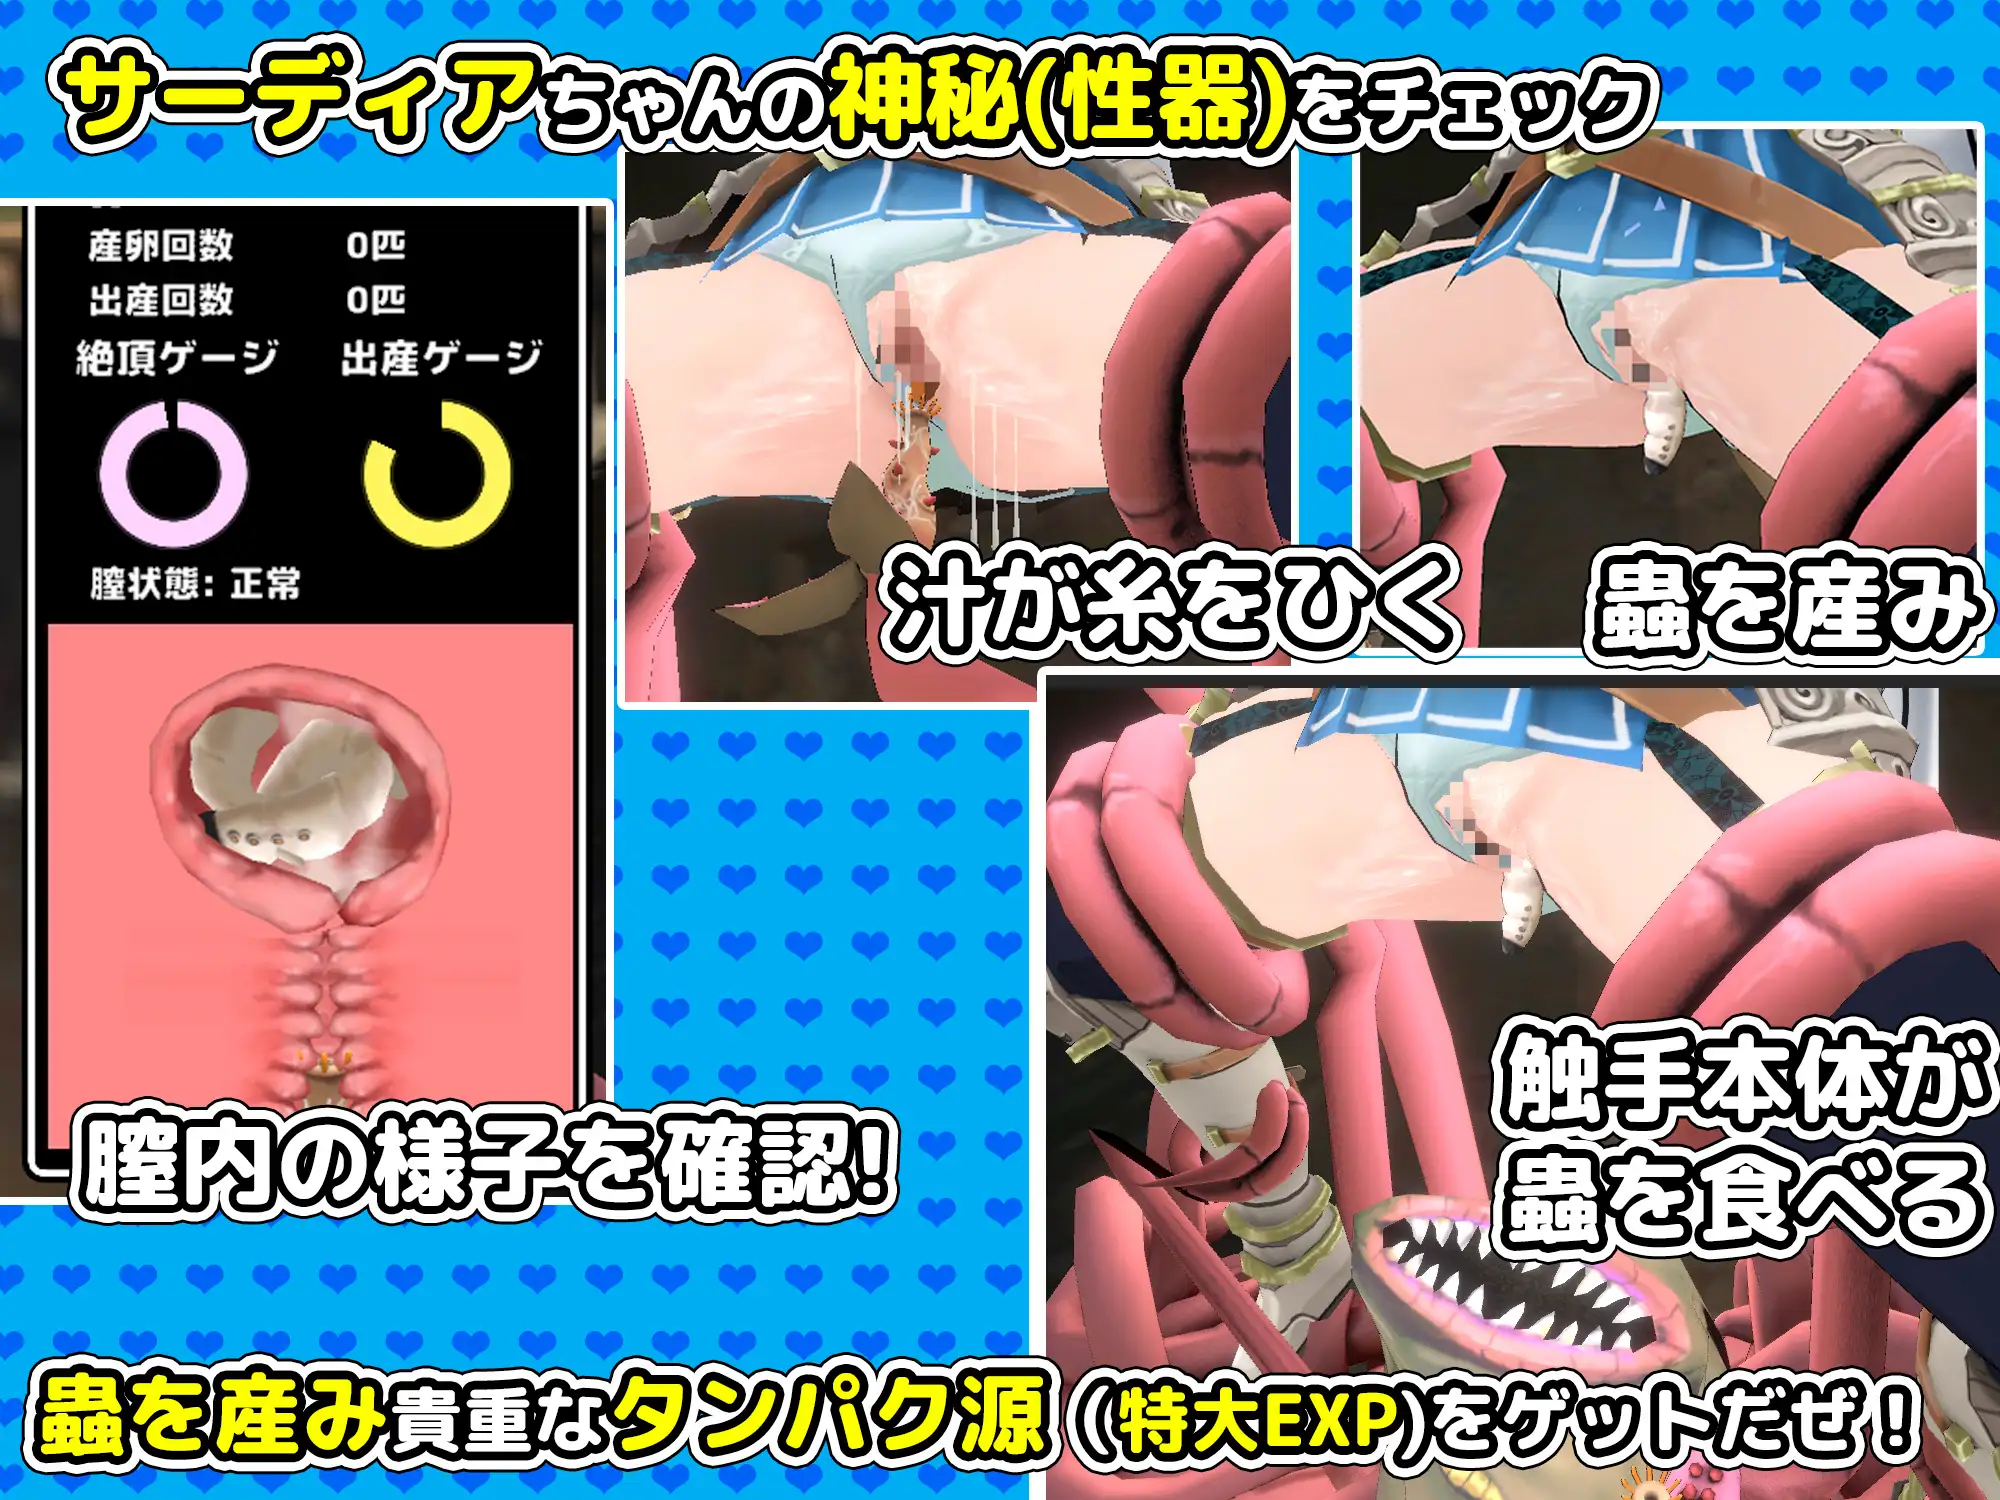 サーディアちゃんの神秘(性器)をチェック
産卵回数 0匹
出産回数 0匹
絶頂ゲージ 出産ゲージ
膣状態: 正常
汁が糸をひく
蟲を産み
膣内の様子を確認!
触手本体が
蟲を食べる
蟲を産み貴重なタンパク源(特大EXP)をゲットだぜ!